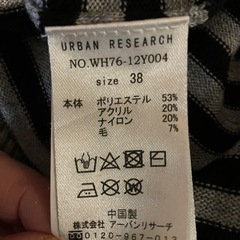 URBAN RESEARCH
NO.WH76-12Y004
size 38
本体 ポリエステル 53%
アクリル 20%
ナイロン 20%
毛 7%
中国製
株式会社 アーバンリサーチ